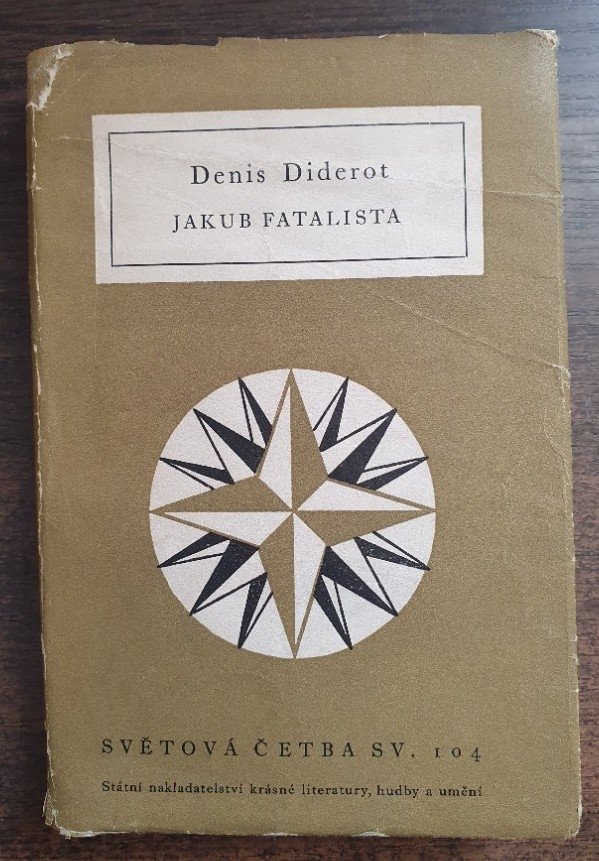 Denis Diderot
JAKUB FATALISTA
SVĚTOVÁ ČETBA SV. 104
Státní nakladatelství krásné literatury, hudby a umění